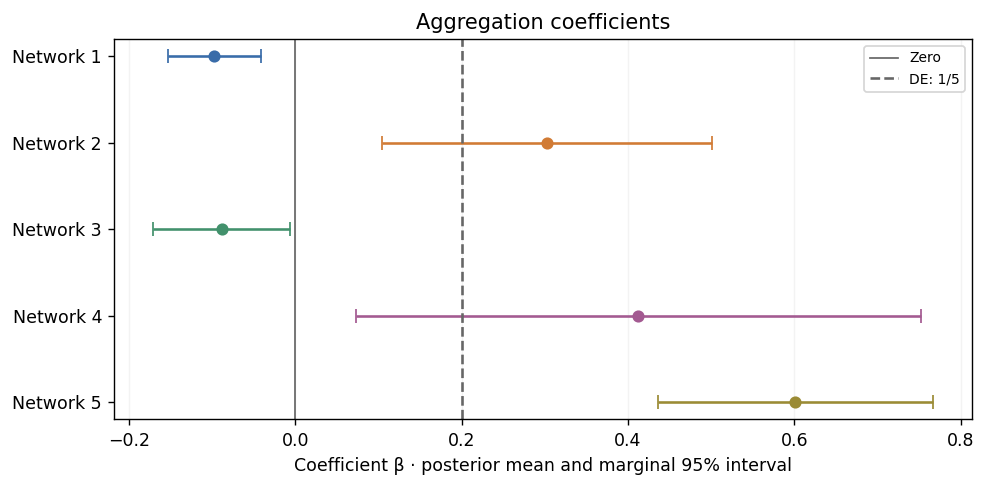 Aggregation coefficients
Zero
DE: 1/5
Network 1
Network 2
Network 3
Network 4
Network 5
−0.2 0.0 0.2 0.4 0.6 0.8
Coefficient β · posterior mean and marginal 95% interval